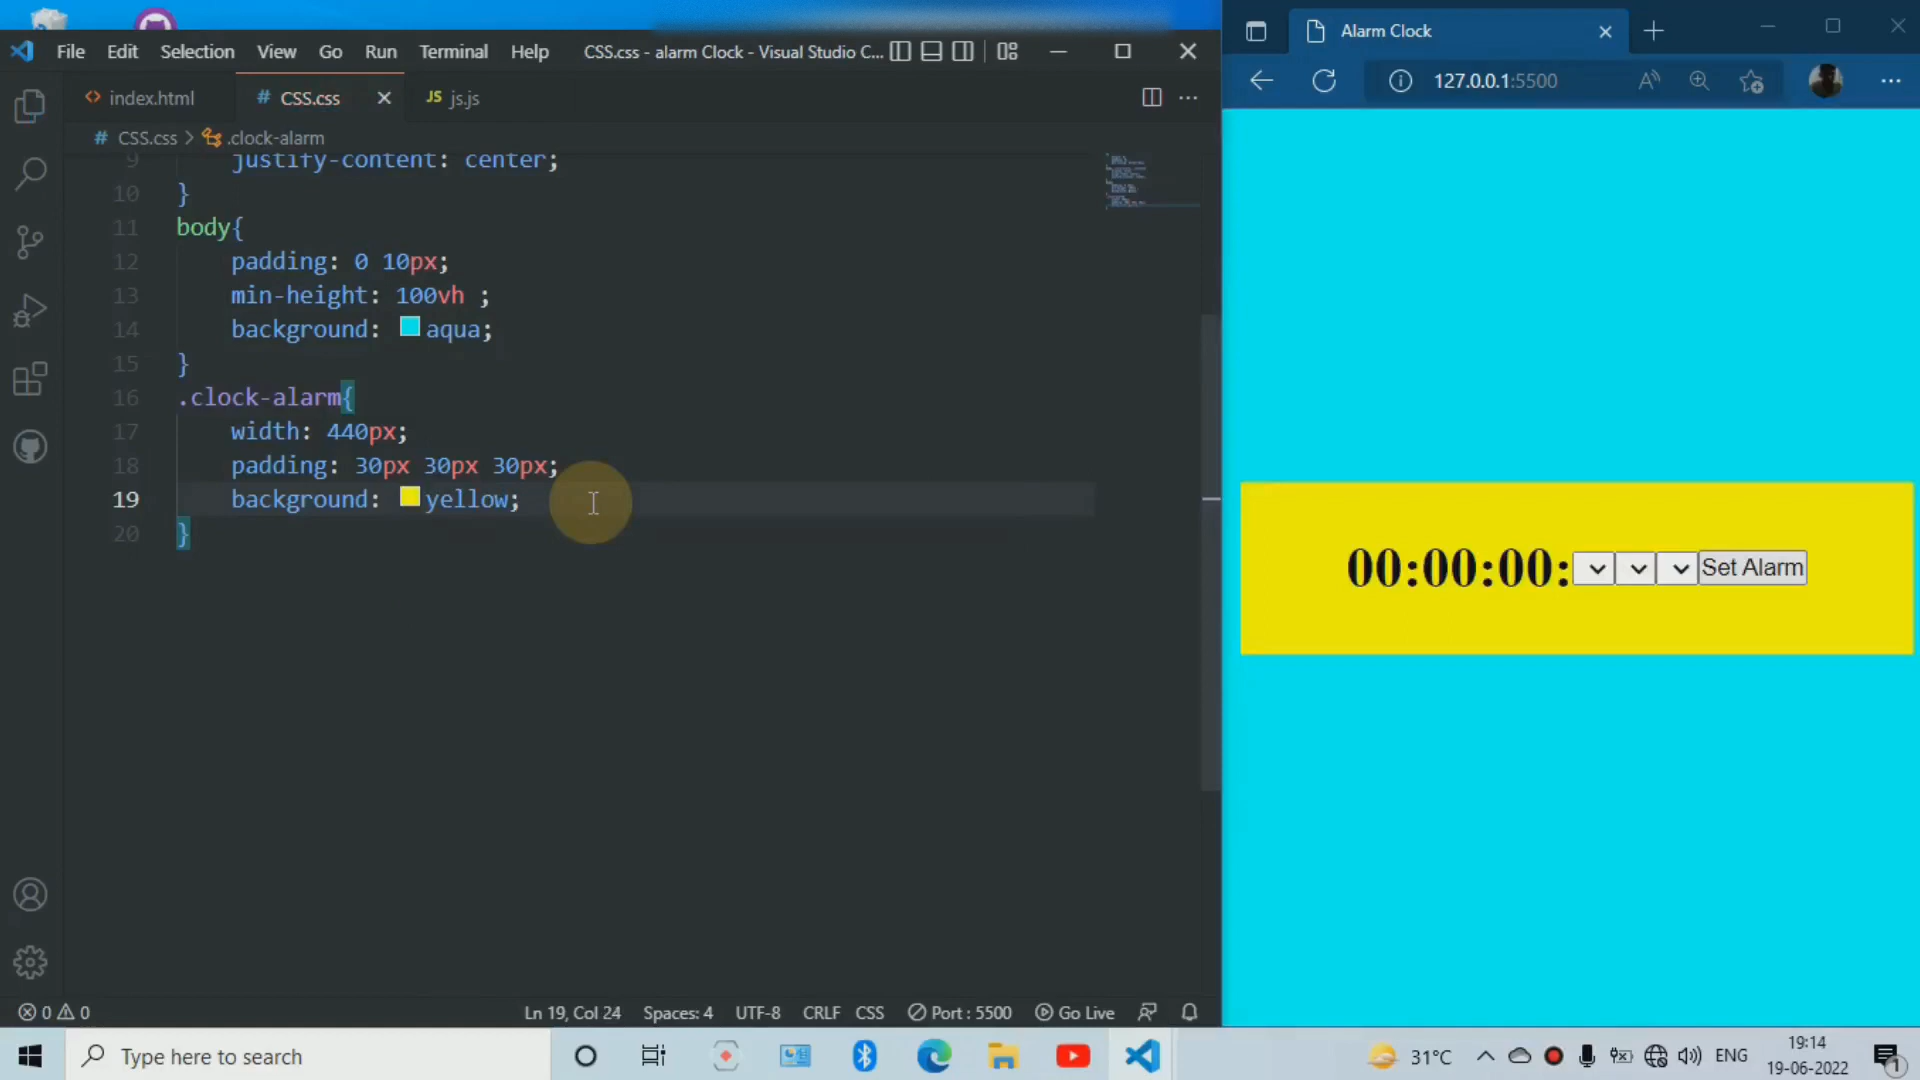 File Edit Selection View Go Run Terminal Help CSS.css - alarm Clock - Visual Studio C...
index.html # CSS.css JS js.js
# CSS.css > .clock-alarm
9 justify-content: center;
10 }
11 body{
12 padding: 0 10px;
13 min-height: 100vh ;
14 background: aqua;
15 }
16 .clock-alarm{
17 width: 440px;
18 padding: 30px 30px 30px;
19 background: yellow;
20 }
0 0 Ln 19, Col 24 Spaces: 4 UTF-8 CRLF CSS Port : 5500 Go Live
Alarm Clock
127.0.0.1:5500
00:00:00: Set Alarm
Type here to search
31°C ENG 19:14
19-06-2022
1